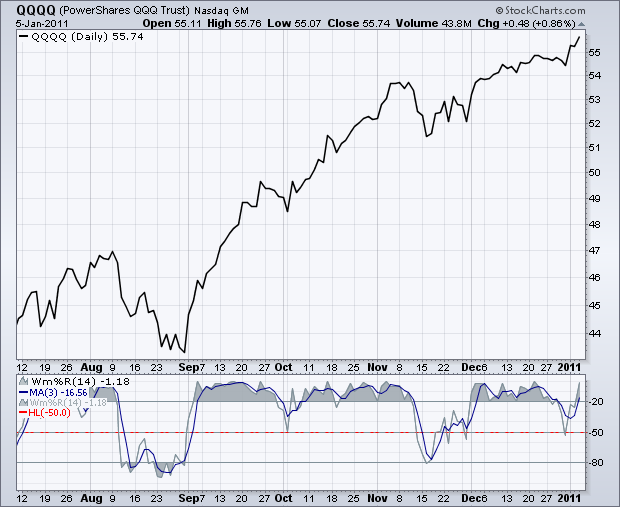 QQQQ (PowerShares QQQ Trust) Nasdaq GM © StockCharts.com
5-Jan-2011 Open 55.11 High 55.76 Low 55.07 Close 55.74 Volume 43.8M Chg +0.48 (+0.86%)
QQQQ (Daily) 55.74
55
54
53
52
51
50
49
48
47
46
45
44
12 19 26 Aug 9 16 23 Sep 7 13 20 27 Oct 11 18 25 Nov 8 15 22 Dec 6 13 20 27 2011
Wm%R(14) -1.18
MA(3) -16.56
Wm%R(14) -1.18
HL(-50.0)
-20
-50
-80
12 19 26 Aug 9 16 23 Sep 7 13 20 27 Oct 11 18 25 Nov 8 15 22 29 Dec 6 13 20 27 2011